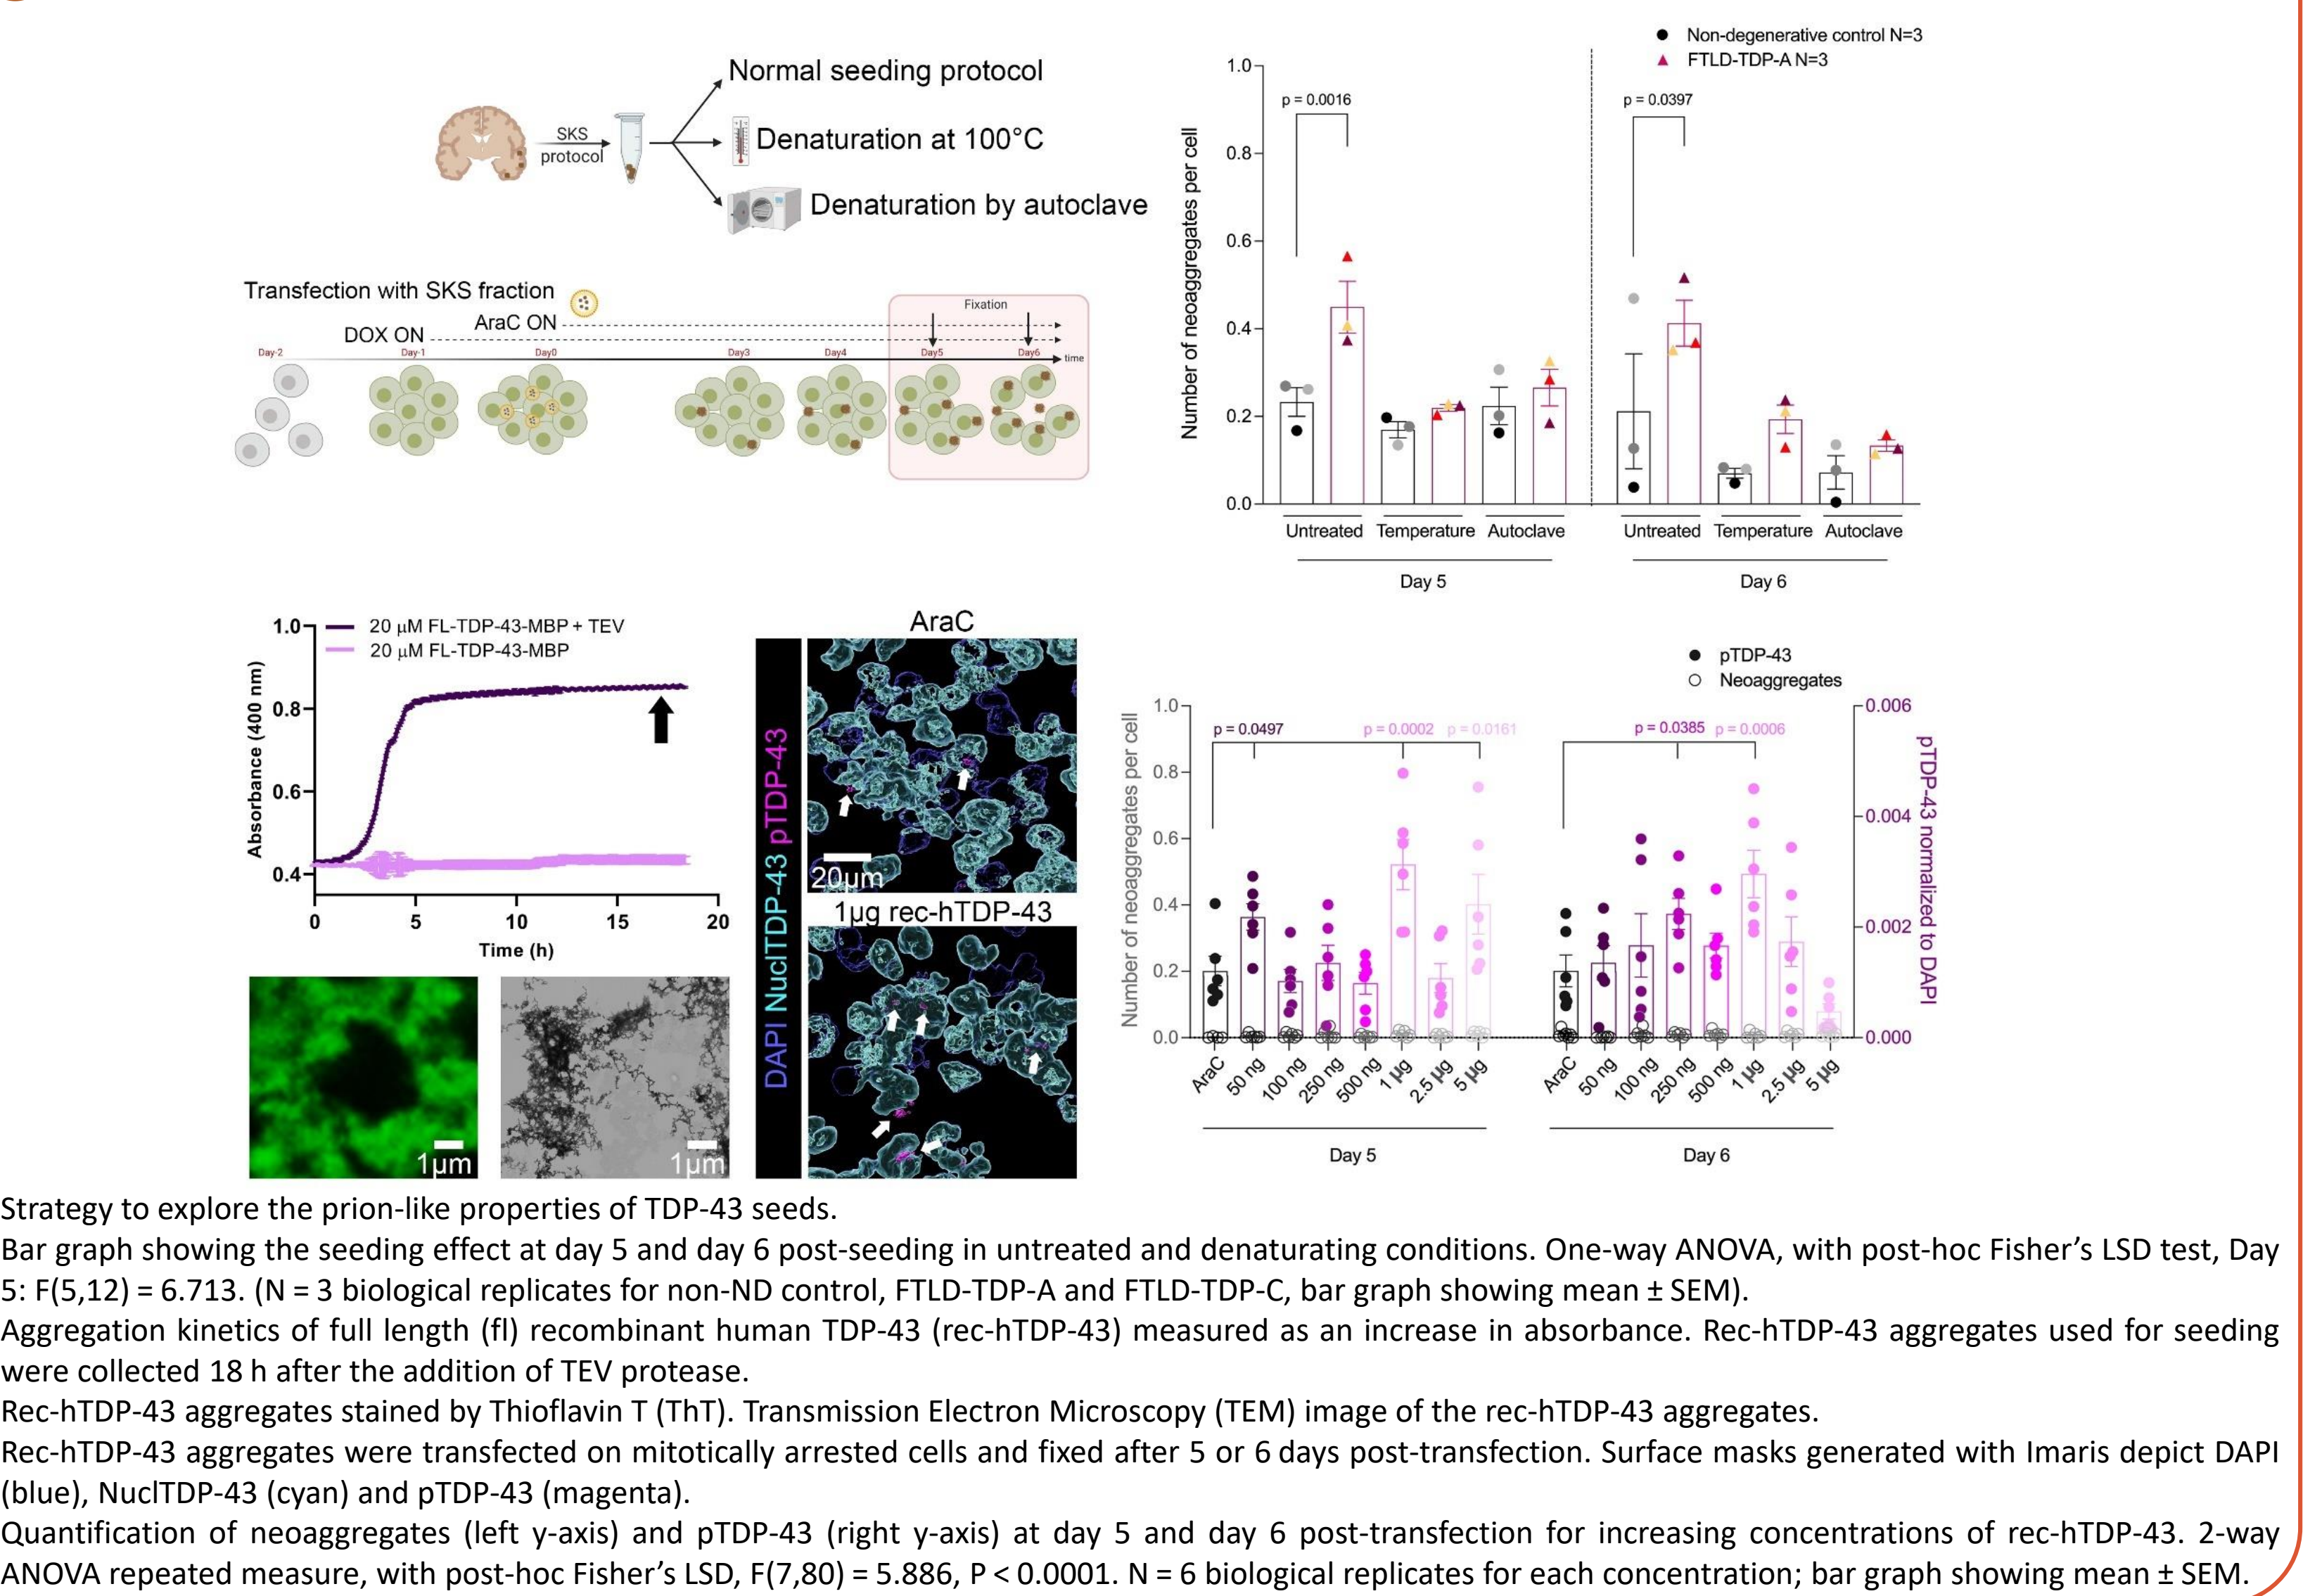 Normal seeding protocol
SKS
protocol
Denaturation at 100°C
Denaturation by autoclave
Transfection with SKS fraction
Fixation
AraC ON
DOX ON
Day-2
Day-1
Day0
Day3
Day4
Day5
Day6
time
Non-degenerative control N=3
FTLD-TDP-A N=3
p = 0.0016
p = 0.0397
Number of neoaggregates per cell
1.0
0.8
0.6
0.4
0.2
0.0
Untreated Temperature Autoclave
Untreated Temperature Autoclave
Day 5
Day 6
20 µM FL-TDP-43-MBP + TEV
20 µM FL-TDP-43-MBP
Absorbance (400 nm)
1.0
0.8
0.6
0.4
0 5 10 15 20
Time (h)
1µm
1µm
DAPI NuclTDP-43 pTDP-43
AraC
20µm
1µg rec-hTDP-43
pTDP-43
Neoaggregates
Number of neoaggregates per cell
1.0
0.8
0.6
0.4
0.2
0.0
p = 0.0497
p = 0.0002
p = 0.0161
p = 0.0385
p = 0.0006
0.006
0.004
0.002
0.000
pTDP-43 normalized to DAPI
AraC 50 ng 100 ng 250 ng 500 ng 1 µg 2.5 µg 5 µg
AraC 50 ng 100 ng 250 ng 500 ng 1 µg 2.5 µg 5 µg
Day 5
Day 6
Strategy to explore the prion-like properties of TDP-43 seeds.
Bar graph showing the seeding effect at day 5 and day 6 post-seeding in untreated and denaturating conditions. One-way ANOVA, with post-hoc Fisher’s LSD test, Day
5: F(5,12) = 6.713. (N = 3 biological replicates for non-ND control, FTLD-TDP-A and FTLD-TDP-C, bar graph showing mean ± SEM).
Aggregation kinetics of full length (fl) recombinant human TDP-43 (rec-hTDP-43) measured as an increase in absorbance. Rec-hTDP-43 aggregates used for seeding
were collected 18 h after the addition of TEV protease.
Rec-hTDP-43 aggregates stained by Thioflavin T (ThT). Transmission Electron Microscopy (TEM) image of the rec-hTDP-43 aggregates.
Rec-hTDP-43 aggregates were transfected on mitotically arrested cells and fixed after 5 or 6 days post-transfection. Surface masks generated with Imaris depict DAPI
(blue), NuclTDP-43 (cyan) and pTDP-43 (magenta).
Quantification of neoaggregates (left y-axis) and pTDP-43 (right y-axis) at day 5 and day 6 post-transfection for increasing concentrations of rec-hTDP-43. 2-way
ANOVA repeated measure, with post-hoc Fisher’s LSD, F(7,80) = 5.886, P < 0.0001. N = 6 biological replicates for each concentration; bar graph showing mean ± SEM.